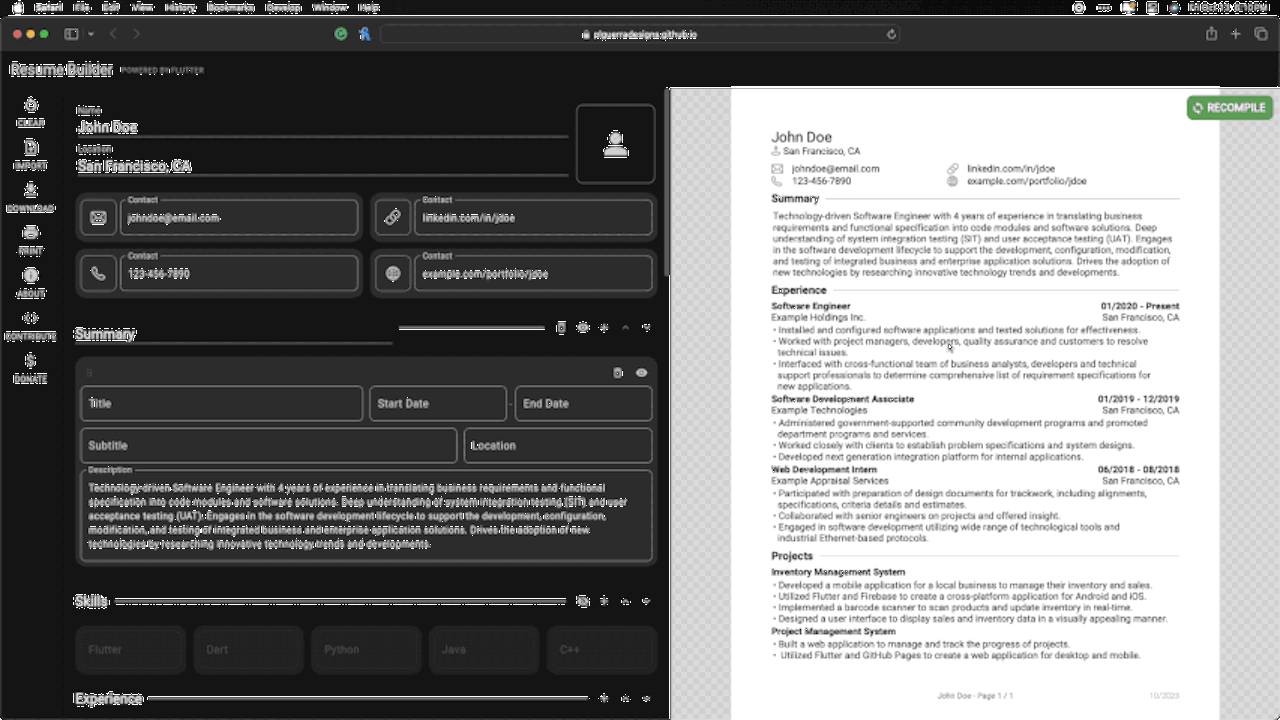 Safari File Edit View History Bookmarks Develop Window Help
plguerradesigns.github.io
Resume Builder POWERED BY FLUTTER
CLEAR
IMPORT
DOWNLOAD
PRINT
ABOUT
CONTRIBUTE
DONATE
Name
John Doe
Location
CA
Contact
johndoe@email.com
Contact
linkedin.com/in/jdoe
Contact
123-456-7890
Contact
example.com/portfolio/jdoe
Title
Start Date
-
End Date
Subtitle
Location
Description
Technology-driven Software Engineer with 4 years of experience in translating business requirements and functional
specification into code modules and software solutions. Deep understanding of system integration testing (SIT) and user
acceptance testing (UAT). Engages in the software development lifecycle to support the development, configuration,
modification, and testing of integrated business and enterprise application solutions. Drives the adoption of new
technologies by researching innovative technology trends and developments.
Flutter
Dart
Python
Java
C++
Experience
RECOMPILE
John Doe
San Francisco, CA
johndoe@email.com
linkedin.com/in/jdoe
123-456-7890
example.com/portfolio/jdoe
Summary
Technology-driven Software Engineer with 4 years of experience in translating business
requirements and functional specification into code modules and software solutions. Deep
understanding of system integration testing (SIT) and user acceptance testing (UAT). Engages
in the software development lifecycle to support the development, configuration, modification,
and testing of integrated business and enterprise application solutions. Drives the adoption of
new technologies by researching innovative technology trends and developments.
Experience
Software Engineer 01/2020 - Present
Example Holdings Inc. San Francisco, CA
• Installed and configured software applications and tested solutions for effectiveness.
• Worked with project managers, developers, quality assurance and customers to resolve
technical issues.
• Interfaced with cross-functional team of business analysts, developers and technical
support professionals to determine comprehensive list of requirement specifications for
new applications.
Software Development Associate 01/2019 - 12/2019
Example Technologies San Francisco, CA
• Administered government-supported community development programs and promoted
department programs and services.
• Worked closely with clients to establish problem specifications and system designs.
• Developed next generation integration platform for internal applications.
Web Development Intern 06/2018 - 08/2018
Example Appraisal Services San Francisco, CA
• Participated with preparation of design documents for trackwork, including alignments,
specifications, criteria details and estimates.
• Collaborated with senior engineers on projects and offered insight.
• Engaged in software development utilizing wide range of technological tools and
industrial Ethernet-based protocols.
Projects
Inventory Management System
• Developed a mobile application for a local business to manage their inventory and sales.
• Utilized Flutter and Firebase to create a cross-platform application for Android and iOS.
• Implemented a barcode scanner to scan products and update inventory in real-time.
• Designed a user interface to display sales and inventory data in a visually appealing manner.
Project Management System
• Built a web application to manage and track the progress of projects.
• Utilized Flutter and GitHub Pages to create a web application for desktop and mobile.
John Doe - Page 1 / 1
10/2023